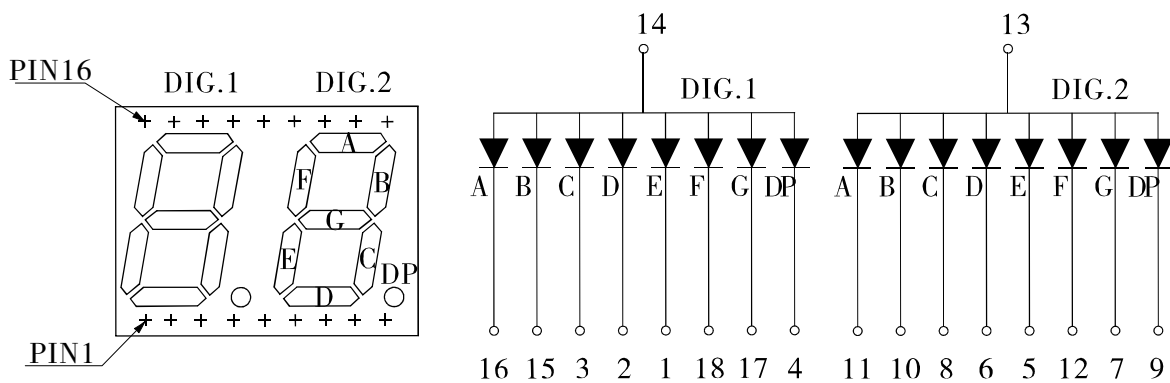 14 13
PIN16 DIG.1 DIG.2 DIG.1 DIG.2
A
F B
G
E C
D DP
A B C D E F G DP A B C D E F G DP
PIN1
16 15 3 2 1 18 17 4 11 10 8 6 5 12 7 9